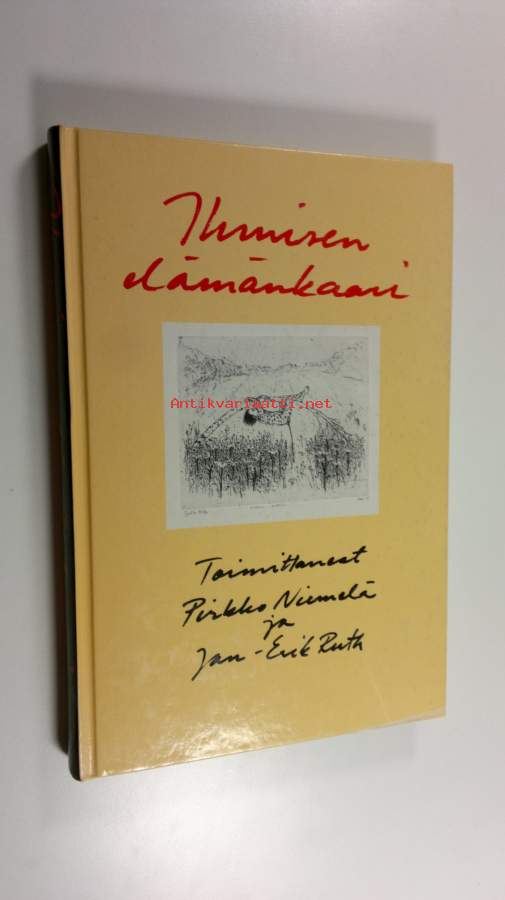 Ihmisen
elämänkaari
Antikvariaatti.net
Toimittaneet
Pirkko Niemelä
ja
Jan-Erik Ruth